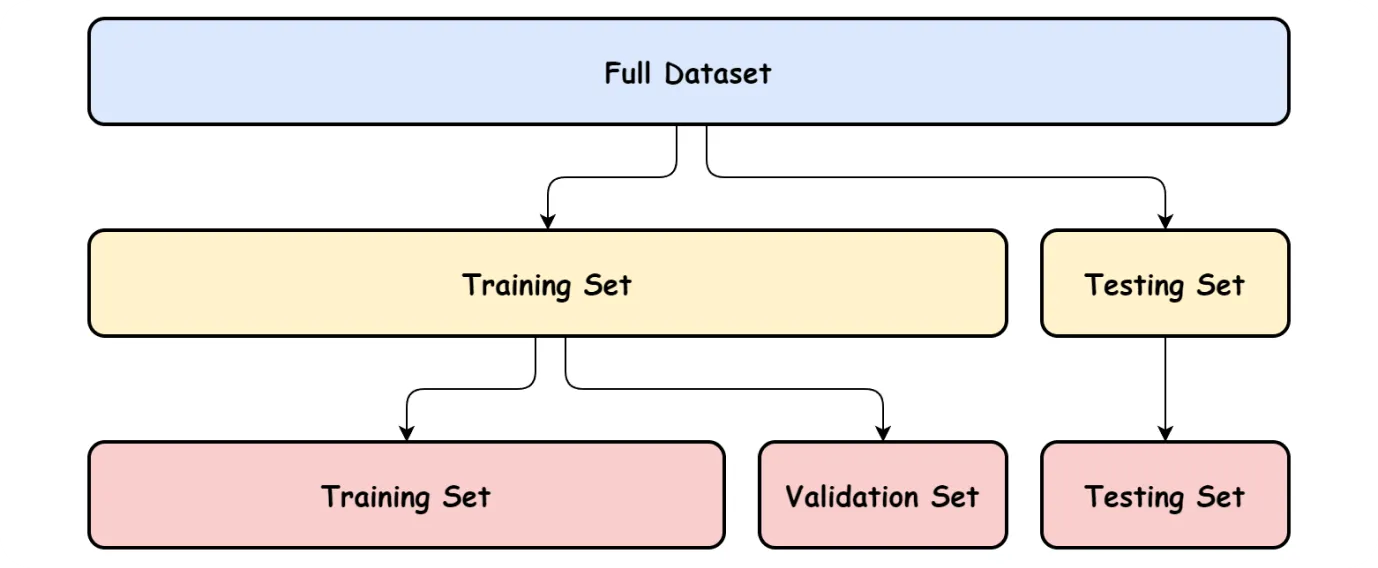 Full Dataset
Training Set
Testing Set
Training Set
Validation Set
Testing Set